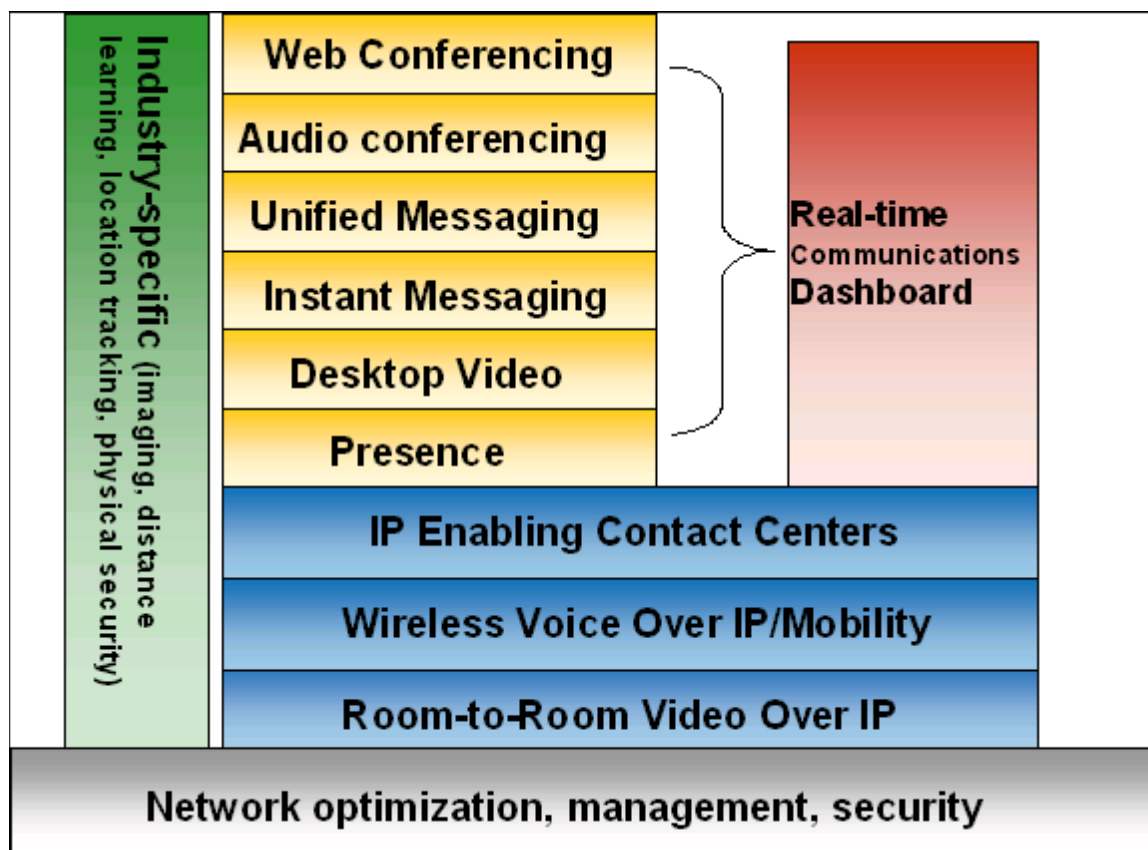 Industry-specific (imaging, distance
learning, location tracking, physical security)
Web Conferencing
Audio conferencing
Unified Messaging
Instant Messaging
Desktop Video
Presence
Real-time
Communications
Dashboard
IP Enabling Contact Centers
Wireless Voice Over IP/Mobility
Room-to-Room Video Over IP
Network optimization, management, security